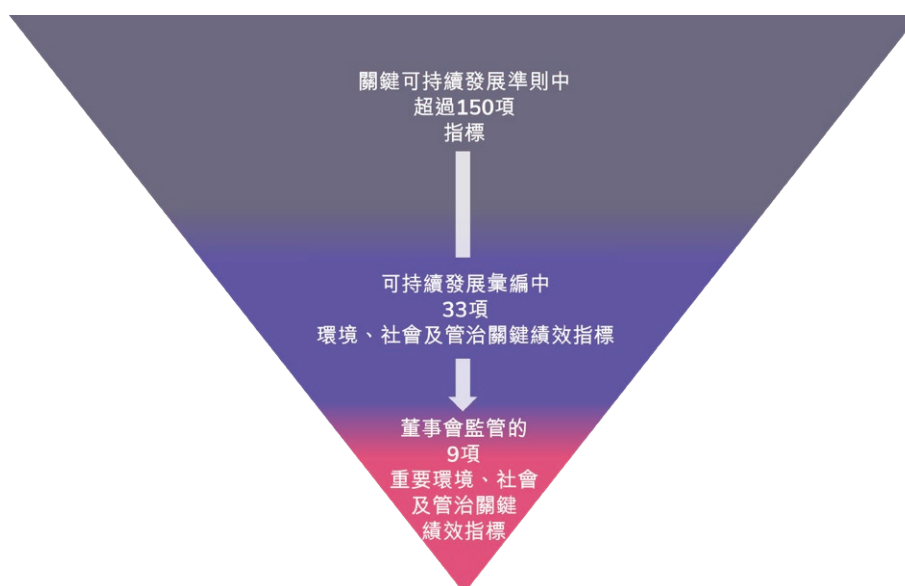 關鍵可持續發展準則中
超過150項
指標
可持續發展彙編中
33項
環境、社會及管治關鍵績效指標
董事會監管的
9項
重要環境、社會
及管治關鍵
績效指標